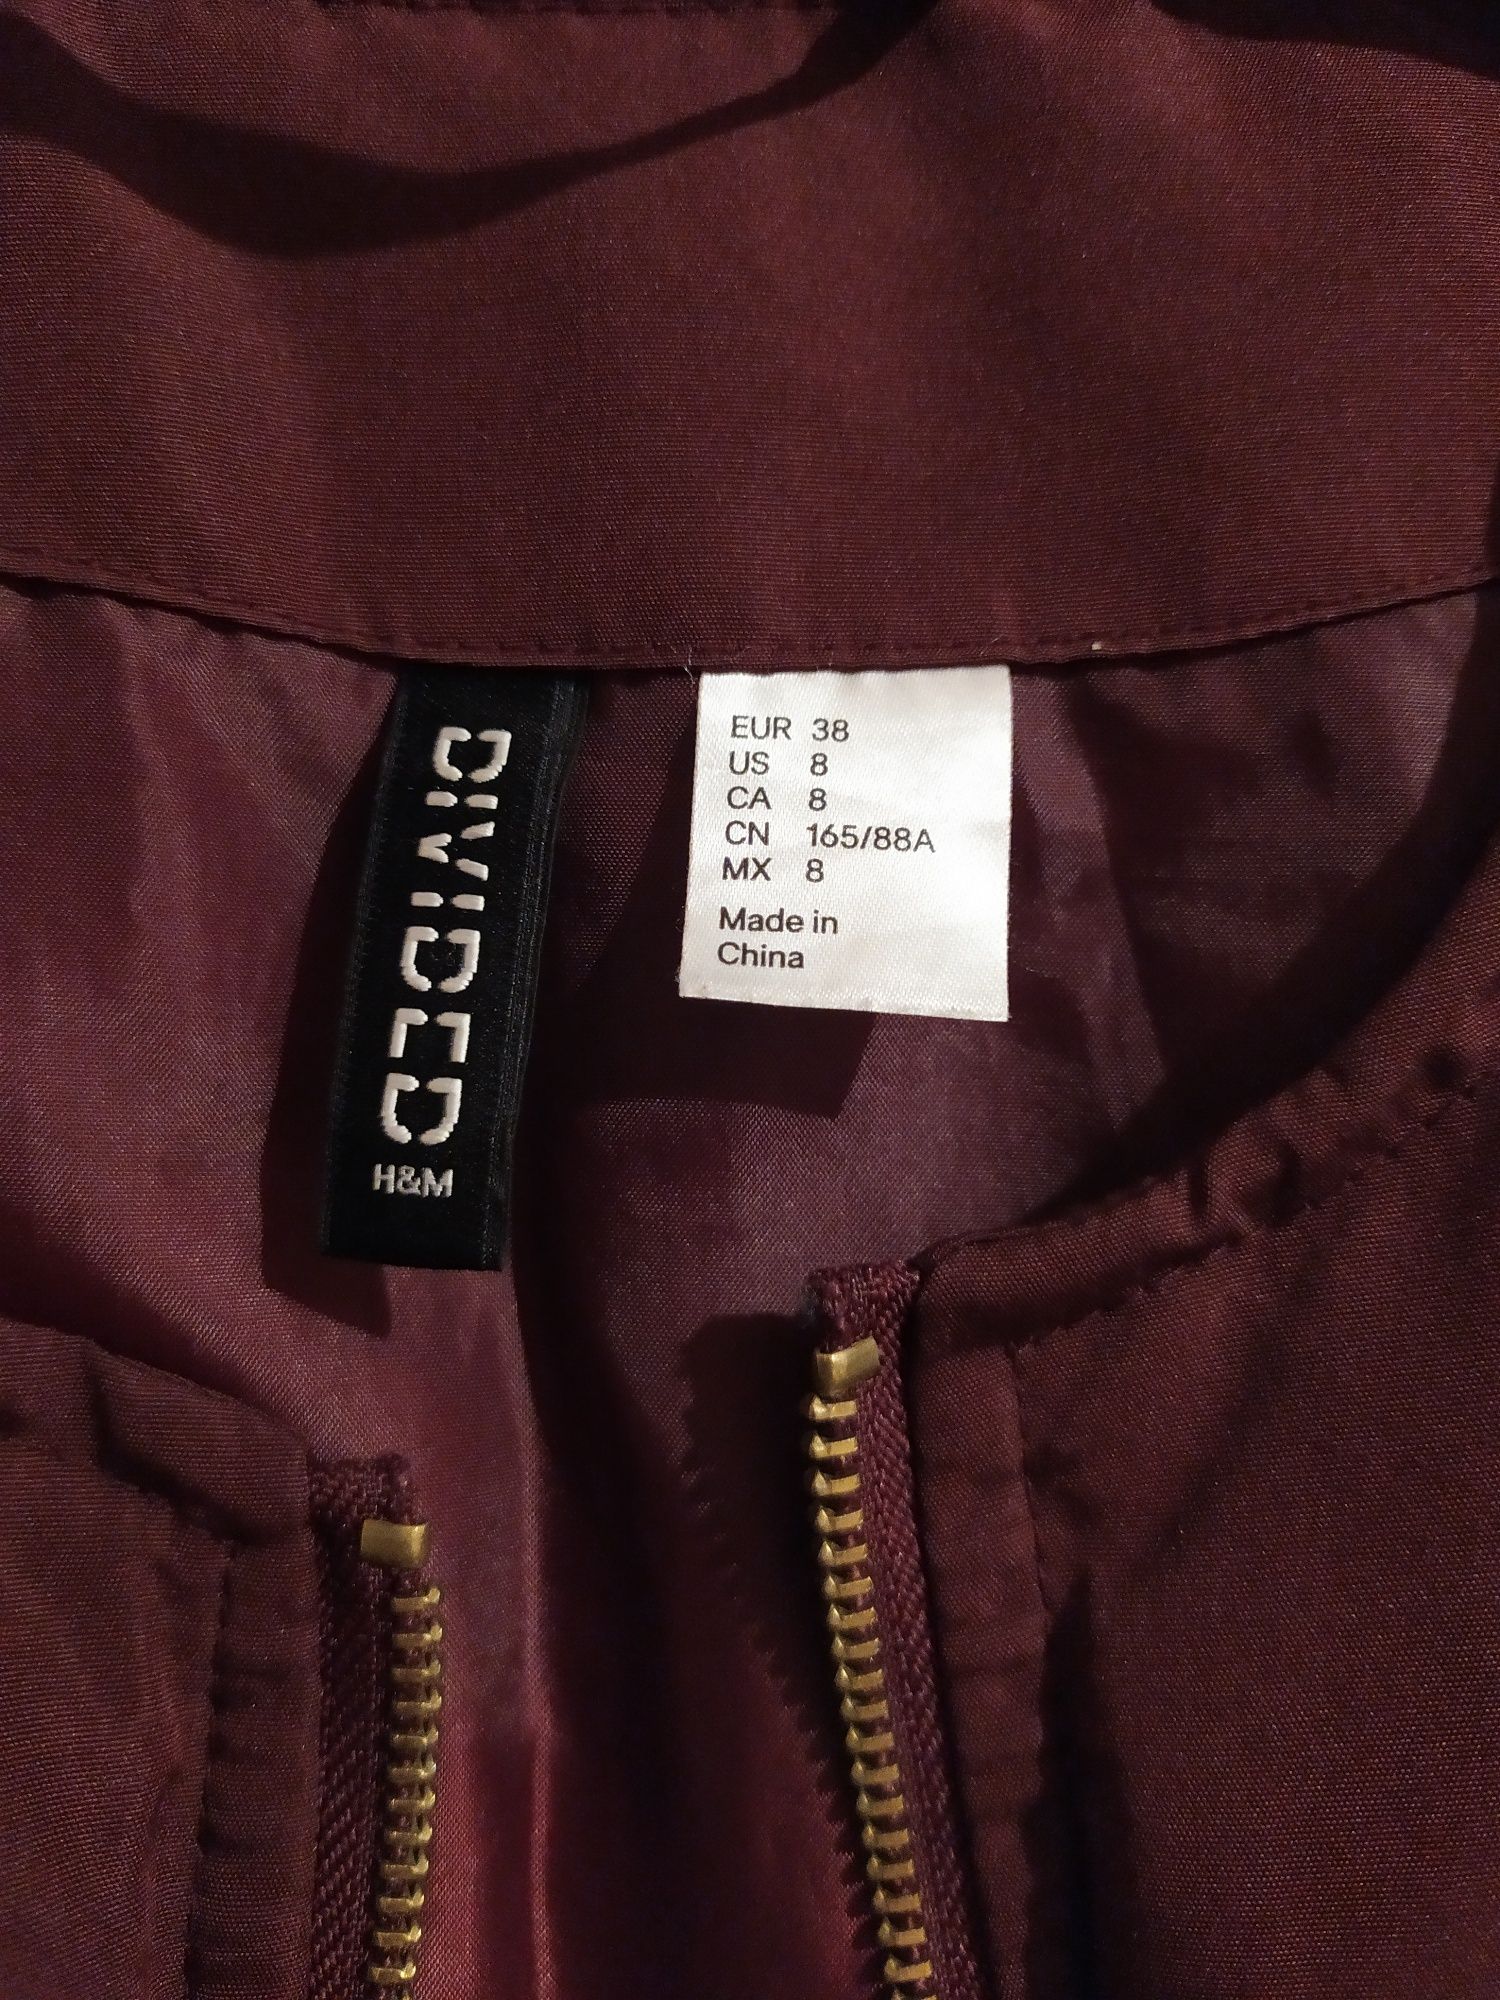 DIVIDED
H&M
EUR 38
US 8
CA 8
CN 165/88A
MX 8
Made in
China